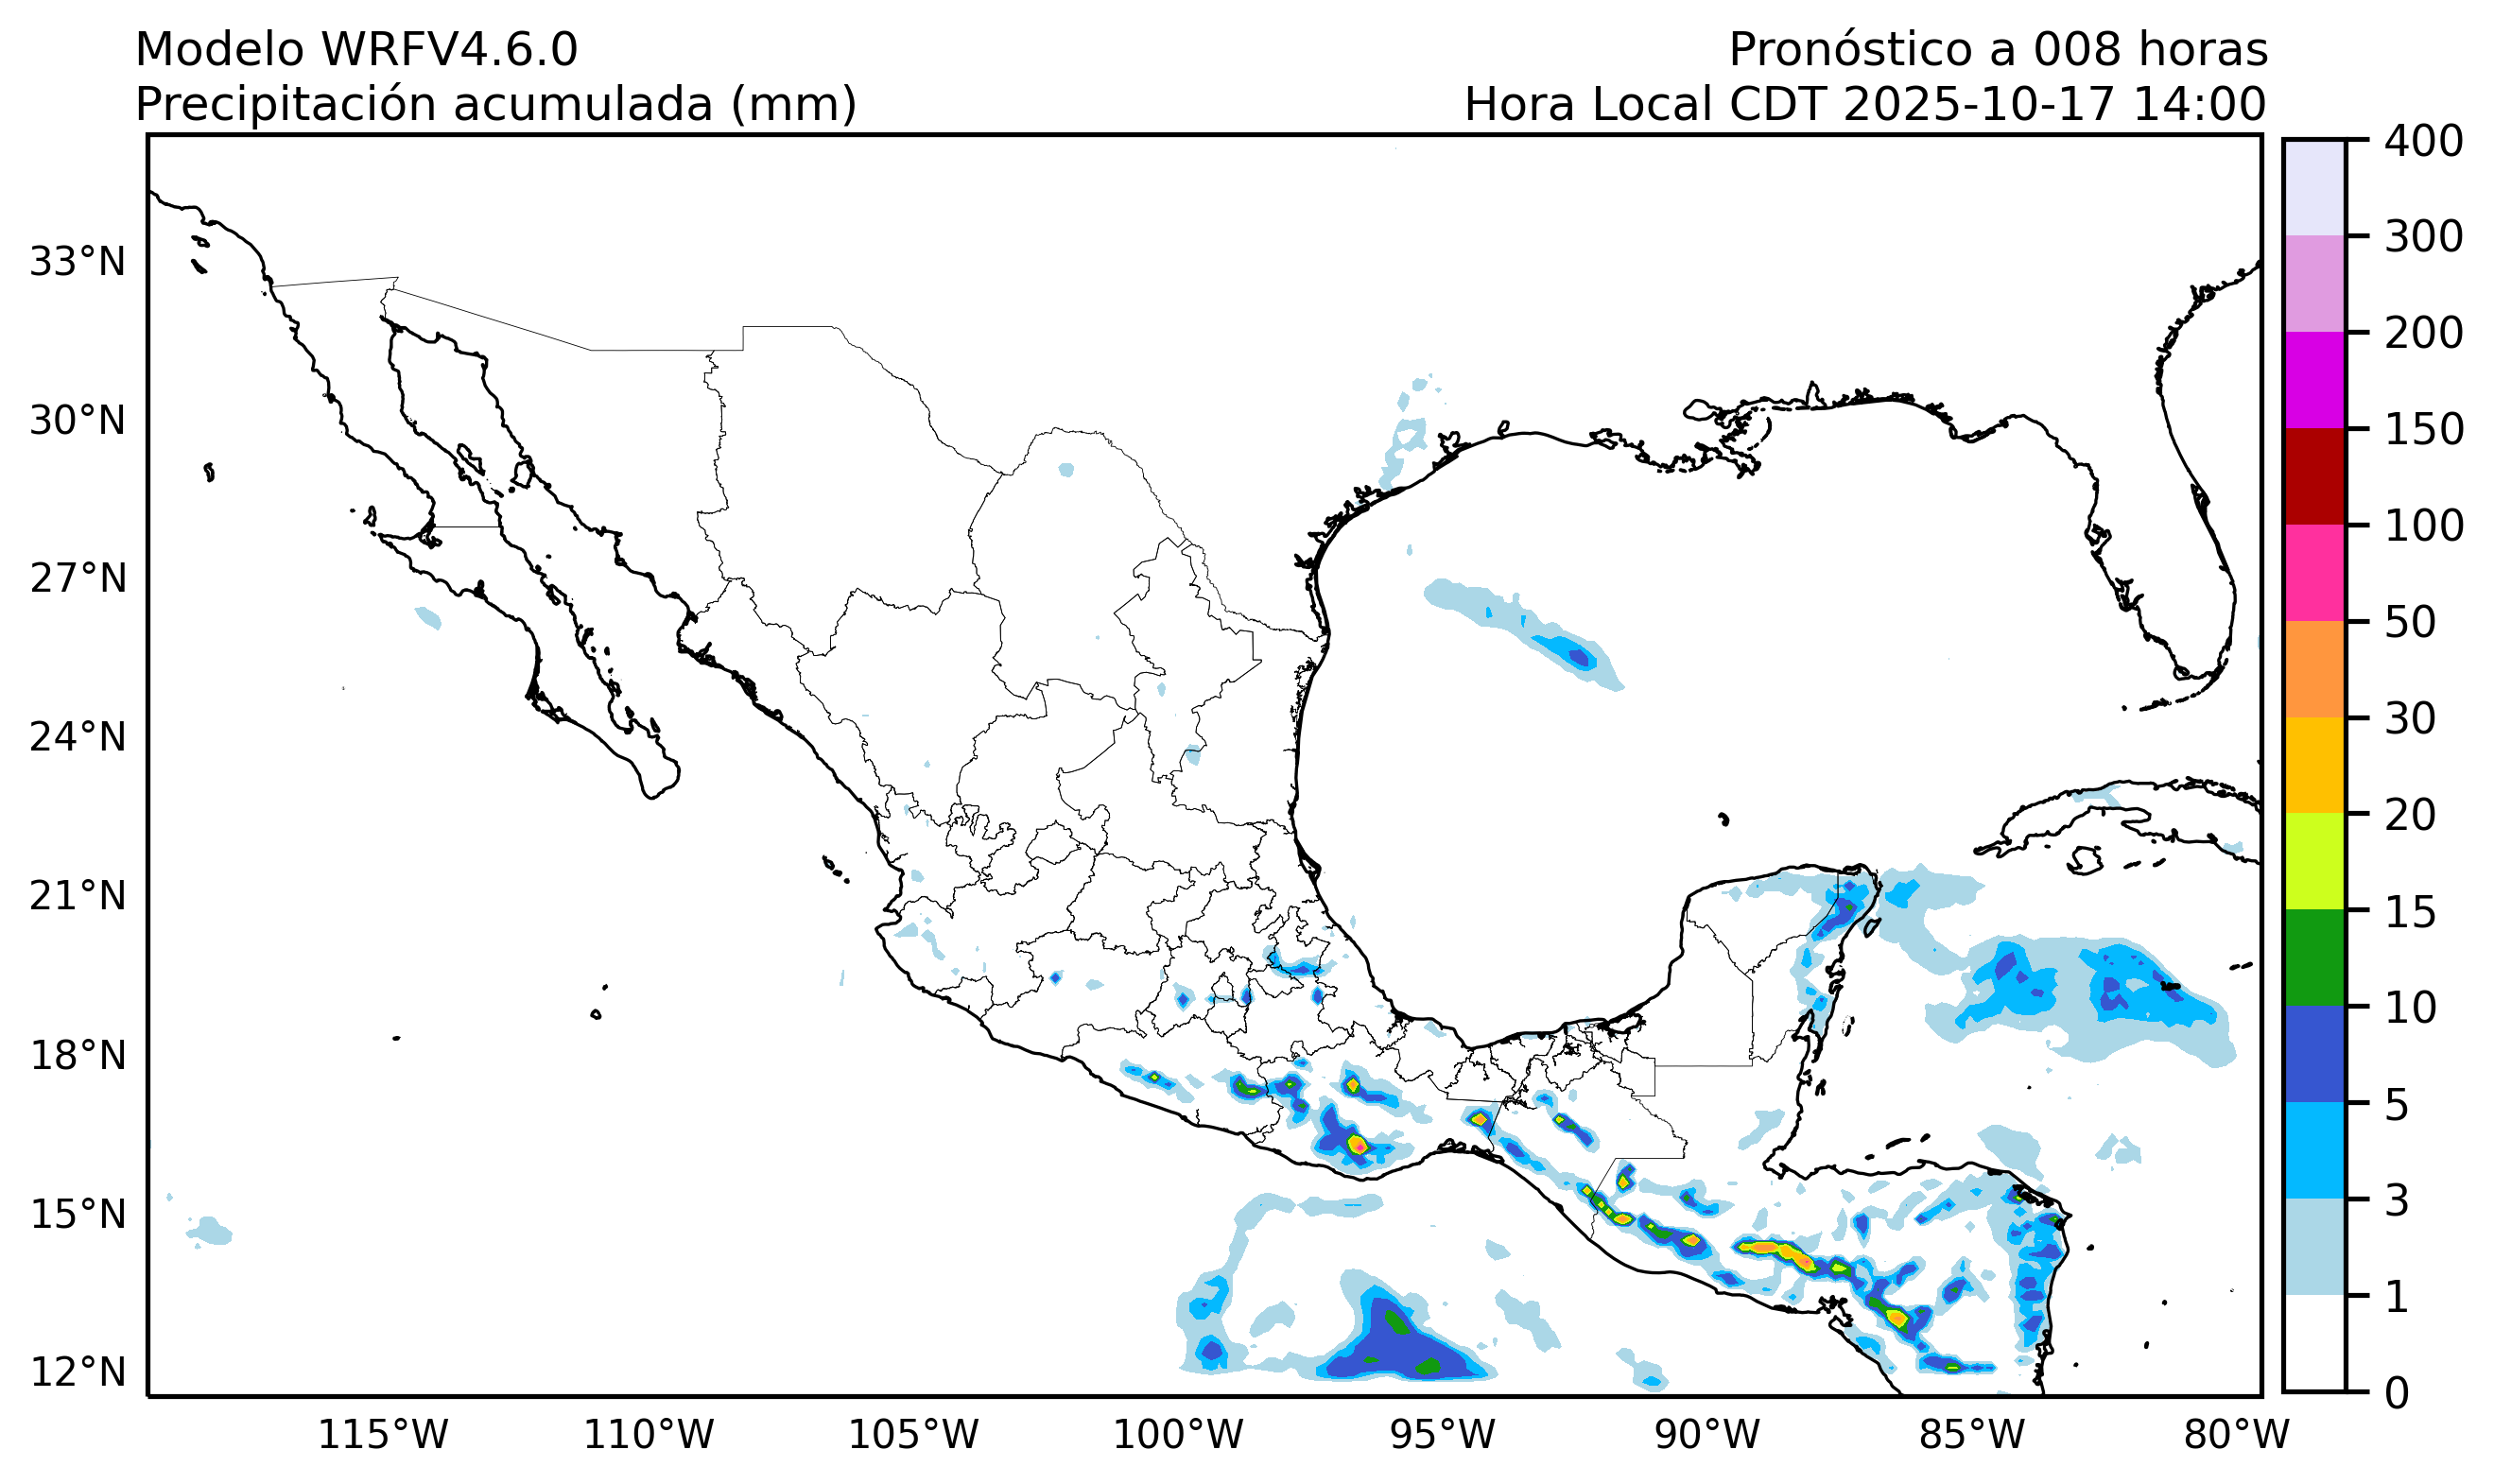 Modelo WRFV4.6.0
Pronóstico a 008 horas
Precipitación acumulada (mm)
Hora Local CDT 2025-10-17 14:00
33°N
30°N
27°N
24°N
21°N
18°N
15°N
12°N
115°W
110°W
105°W
100°W
95°W
90°W
85°W
80°W
400
300
200
150
100
50
30
20
15
10
5
3
1
0